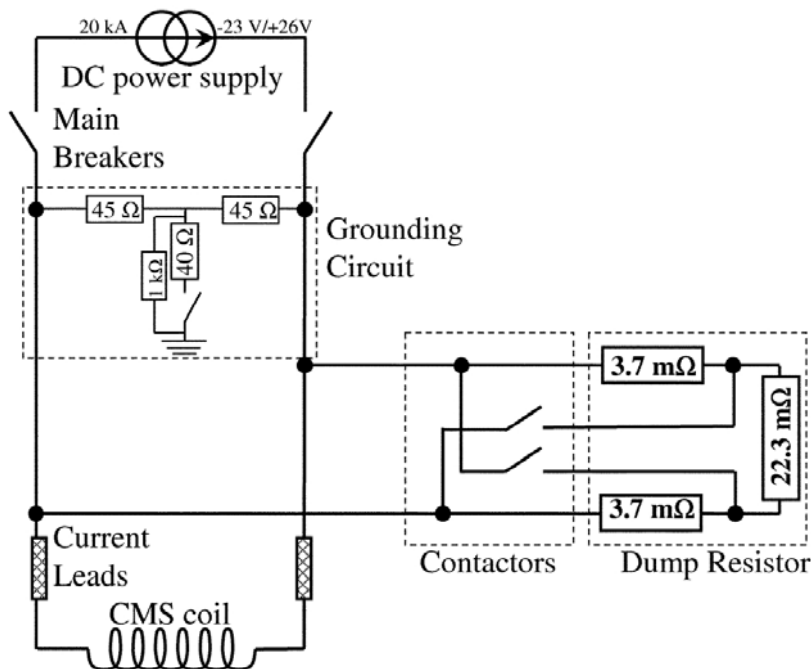 20 kA
-23 V/+26V
DC power supply
Main
Breakers
45 Ω
45 Ω
1 kΩ
40 Ω
Grounding
Circuit
3.7 mΩ
22.3 mΩ
3.7 mΩ
Current
Leads
Contactors
Dump Resistor
CMS coil